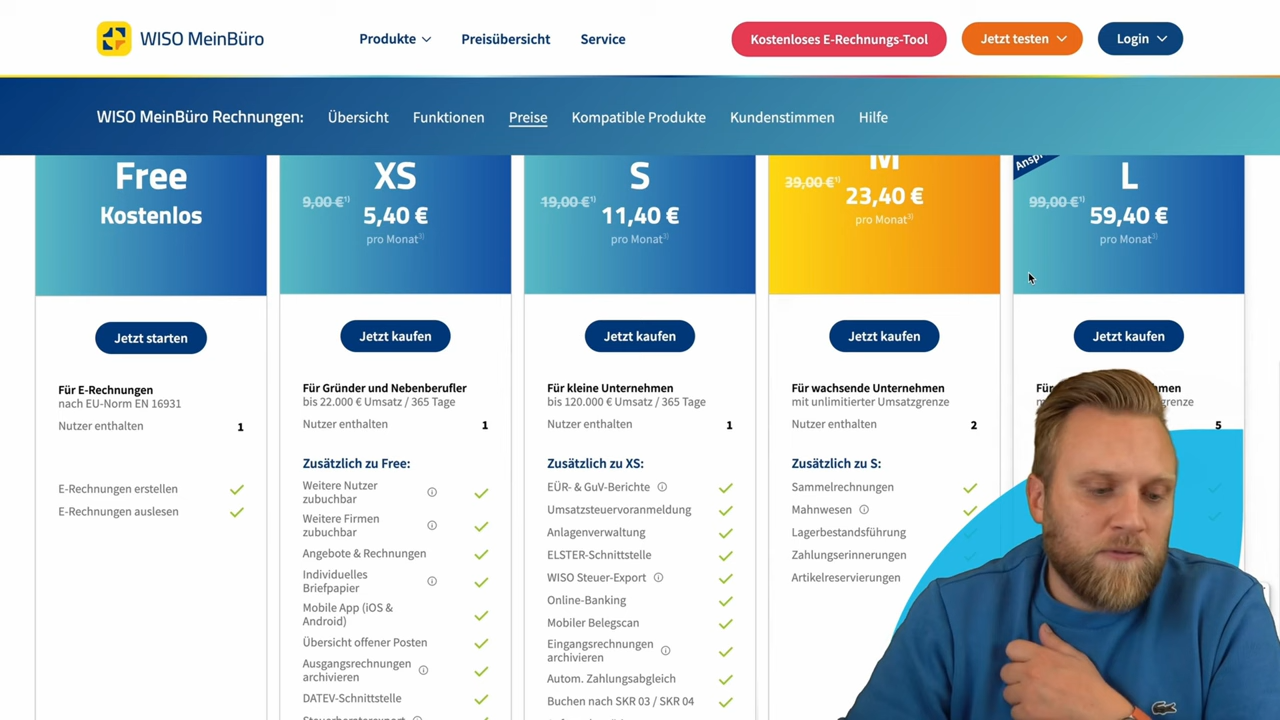 WISO MeinBüro
Produkte
Preisübersicht
Service
Kostenloses E-Rechnungs-Tool
Jetzt testen
Login
WISO MeinBüro Rechnungen:
Übersicht
Funktionen
Preise
Kompatible Produkte
Kundenstimmen
Hilfe
Free
Kostenlos
Jetzt starten
Für E-Rechnungen
nach EU-Norm EN 16931
Nutzer enthalten 1
E-Rechnungen erstellen
E-Rechnungen auslesen
XS
9,00 €¹⁾
5,40 €
pro Monat³⁾
Jetzt kaufen
Für Gründer und Nebenberufler
bis 22.000 € Umsatz / 365 Tage
Nutzer enthalten 1
Zusätzlich zu Free:
Weitere Nutzer
zubuchbar
Weitere Firmen
zubuchbar
Angebote & Rechnungen
Individuelles
Briefpapier
Mobile App (iOS &
Android)
Übersicht offener Posten
Ausgangsrechnungen
archivieren
DATEV-Schnittstelle
S
19,00 €¹⁾
11,40 €
pro Monat³⁾
Jetzt kaufen
Für kleine Unternehmen
bis 120.000 € Umsatz / 365 Tage
Nutzer enthalten 1
Zusätzlich zu XS:
EÜR- & GuV-Berichte
Umsatzsteuervoranmeldung
Anlagenverwaltung
ELSTER-Schnittstelle
WISO Steuer-Export
Online-Banking
Mobiler Belegscan
Eingangsrechnungen
archivieren
Autom. Zahlungsabgleich
Buchen nach SKR 03 / SKR 04
M
39,00 €¹⁾
23,40 €
pro Monat³⁾
Jetzt kaufen
Für wachsende Unternehmen
mit unlimitierter Umsatzgrenze
Nutzer enthalten 2
Zusätzlich zu S:
Sammelrechnungen
Mahnwesen
Lagerbestandsführung
Zahlungserinnerungen
Artikelreservierungen
L
99,00 €¹⁾
59,40 €
pro Monat³⁾
Jetzt kaufen
5